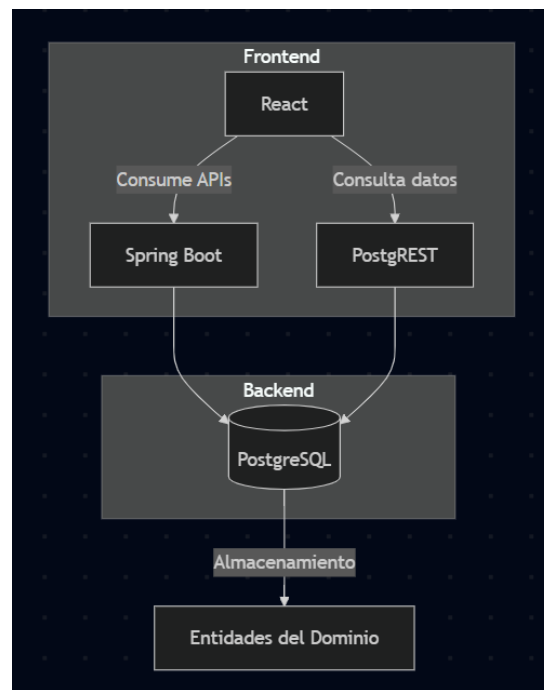 Frontend
React
Consume APIs
Consulta datos
Spring Boot
PostgREST
Backend
PostgreSQL
Almacenamiento
Entidades del Dominio